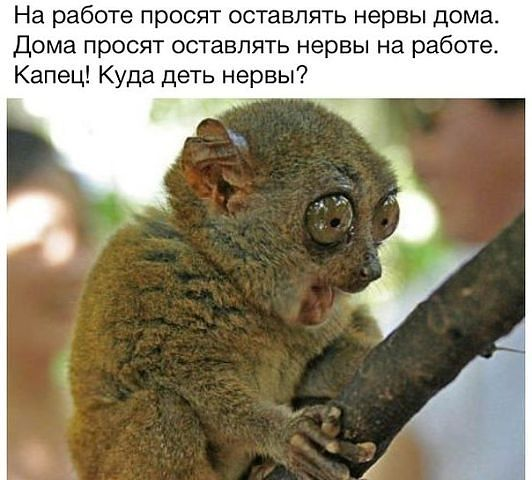 На работе просят оставлять нервы дома.
Дома просят оставлять нервы на работе.
Капец! Куда деть нервы?